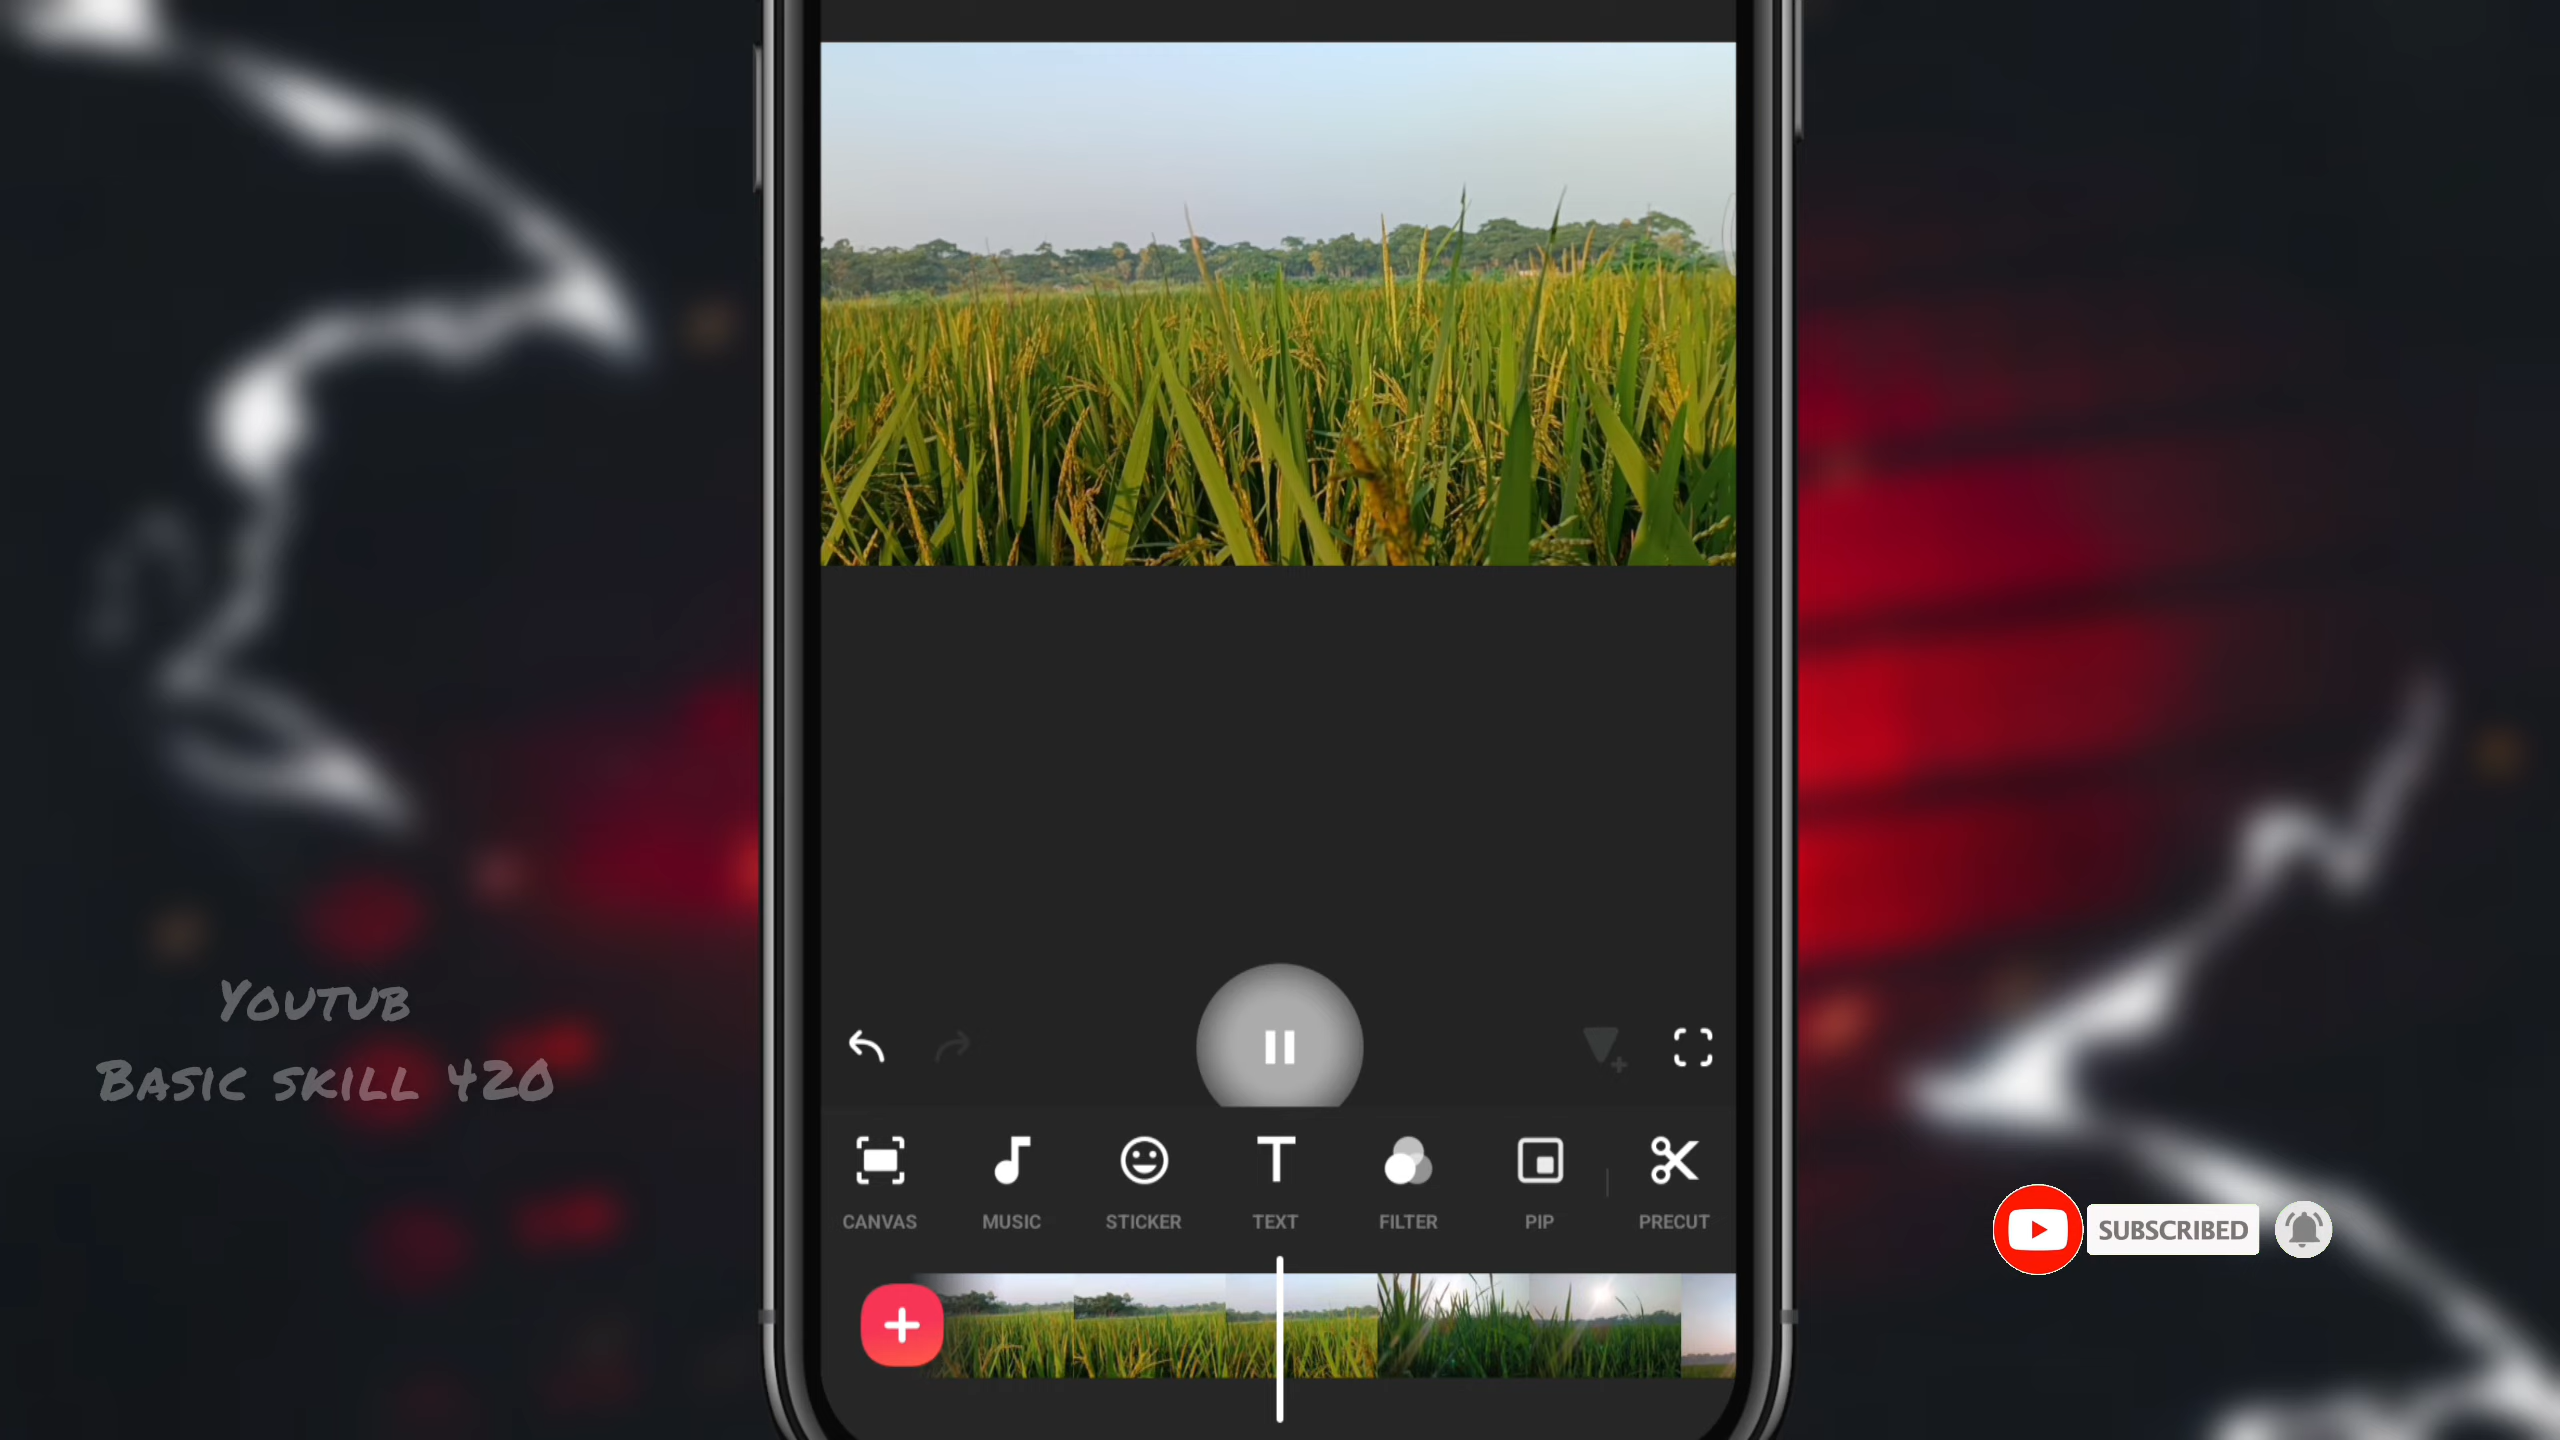 YOUTUB
BASIC SKILL 420
CANVAS
MUSIC
STICKER
TEXT
FILTER
PIP
PRECUT
SUBSCRIBED